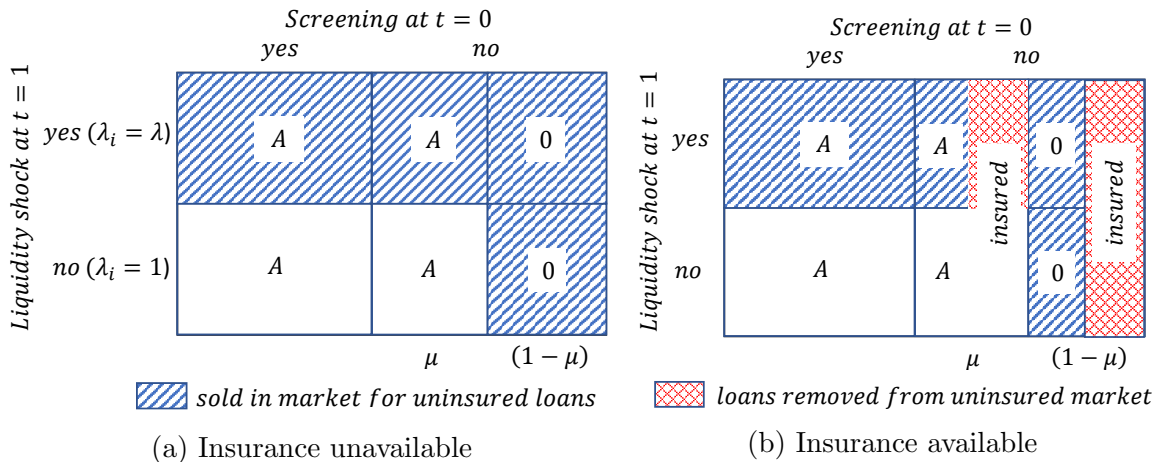 Screening at t = 0
yes no
Liquidity shock at t = 1
yes (λᵢ = λ) A A 0
no (λᵢ = 1) A A 0
μ (1 − μ)
sold in market for uninsured loans
(a) Insurance unavailable
Screening at t = 0
yes no
Liquidity shock at t = 1
yes A A 0
insured insured
no A A 0
μ (1 − μ)
loans removed from uninsured market
(b) Insurance available